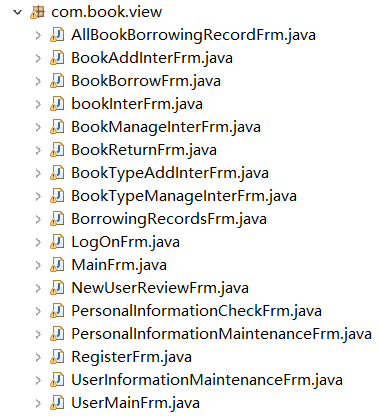 com.book.view
AllBookBorrowingRecordFrm.java
BookAddInterFrm.java
BookBorrowFrm.java
bookInterFrm.java
BookManageInterFrm.java
BookReturnFrm.java
BookTypeAddInterFrm.java
BookTypeManageInterFrm.java
BorrowingRecordsFrm.java
LogOnFrm.java
MainFrm.java
NewUserReviewFrm.java
PersonalInformationCheckFrm.java
PersonalInformationMaintenanceFrm.java
RegisterFrm.java
UserInformationMaintenanceFrm.java
UserMainFrm.java